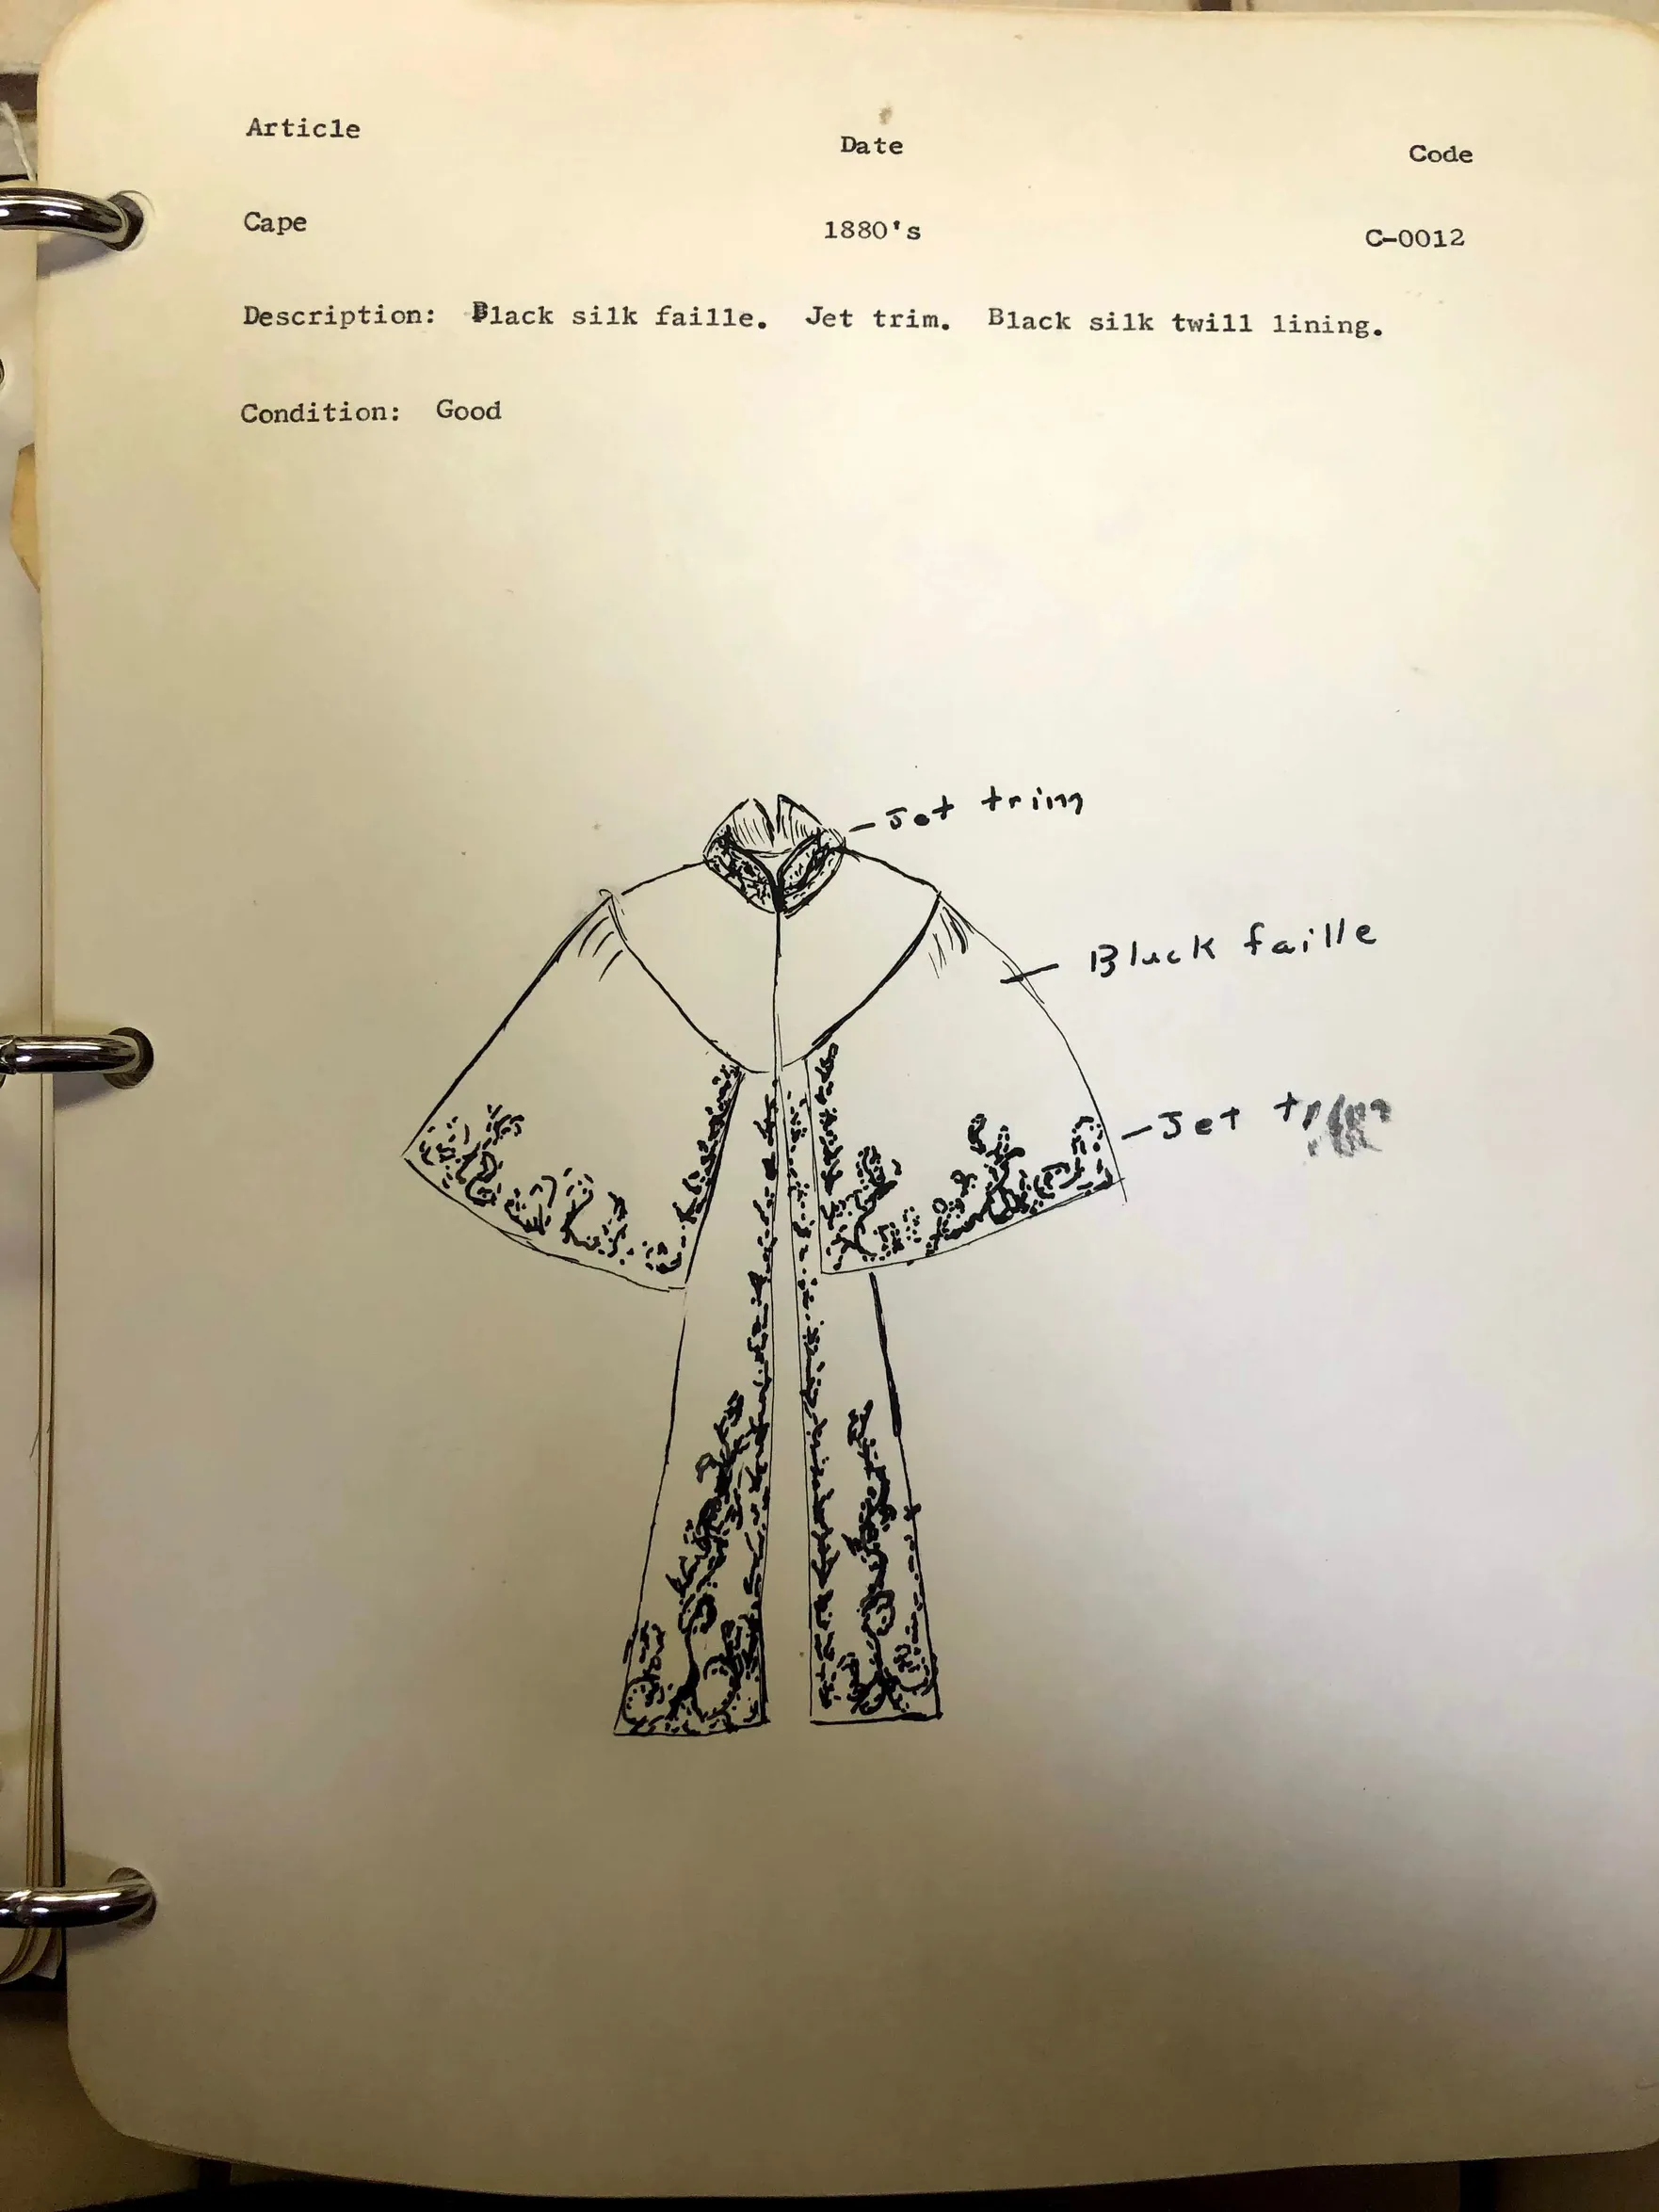 Article Date Code
Cape 1880's C-0012
Description: Black silk faille. Jet trim. Black silk twill lining.
Condition: Good
Jet trim
Black faille
Jet trim